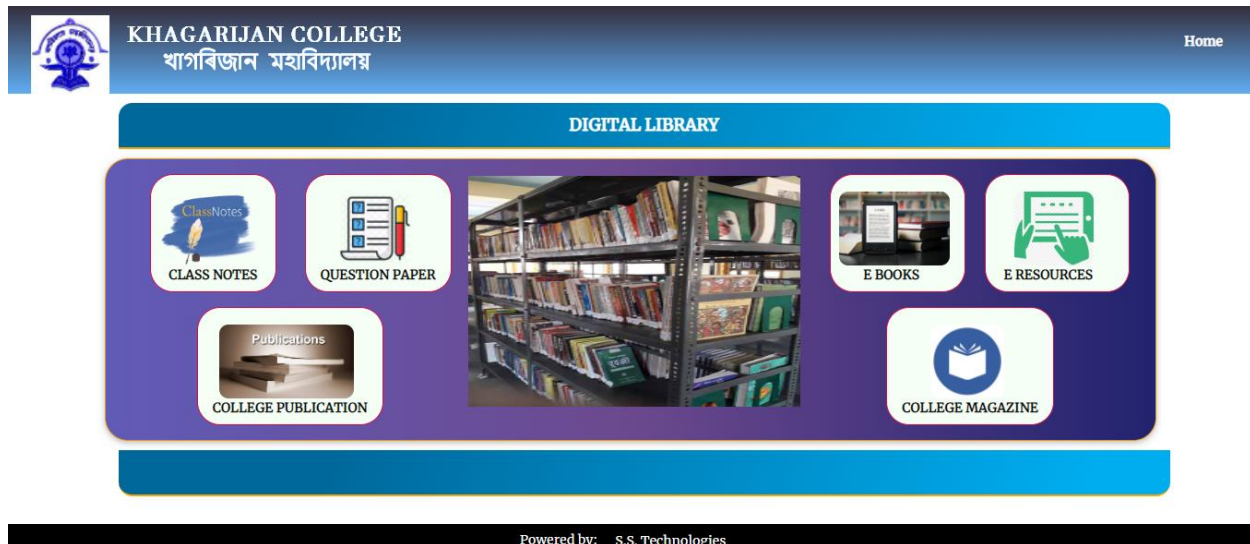 KHAGARIJAN COLLEGE
খাগৰিজান মহাবিদ্যালয়
Home
DIGITAL LIBRARY
ClassNotes
CLASS NOTES
QUESTION PAPER
E BOOKS
E RESOURCES
Publications
COLLEGE PUBLICATION
COLLEGE MAGAZINE
Powered by: S.S. Technologies